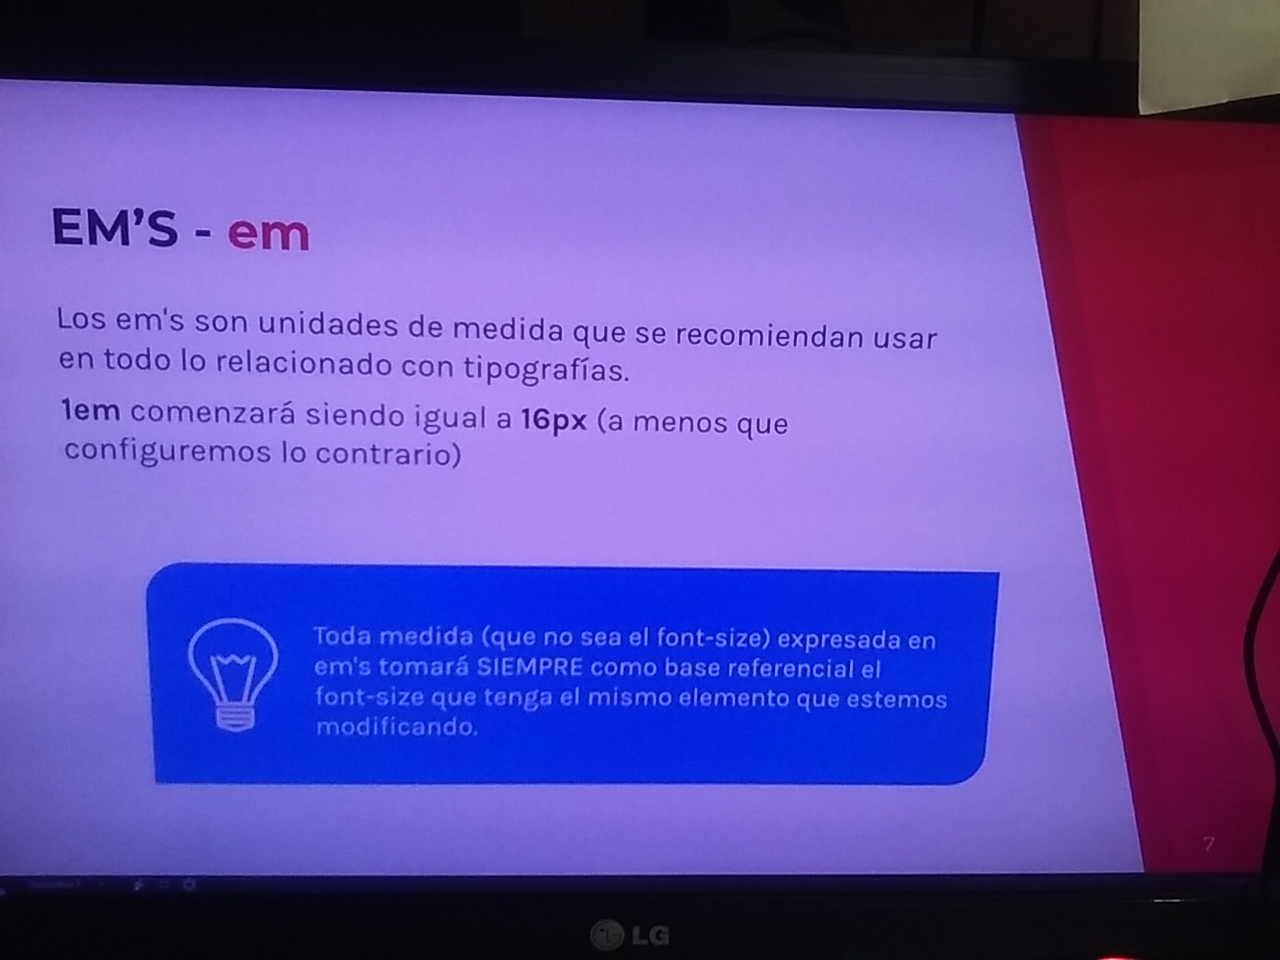 EM'S - em
Los em's son unidades de medida que se recomiendan usar
en todo lo relacionado con tipografías.
1em comenzará siendo igual a 16px (a menos que
configuremos lo contrario)
Toda medida (que no sea el font-size) expresada en
em's tomará SIEMPRE como base referencial el
font-size que tenga el mismo elemento que estemos
modificando.
7
LG